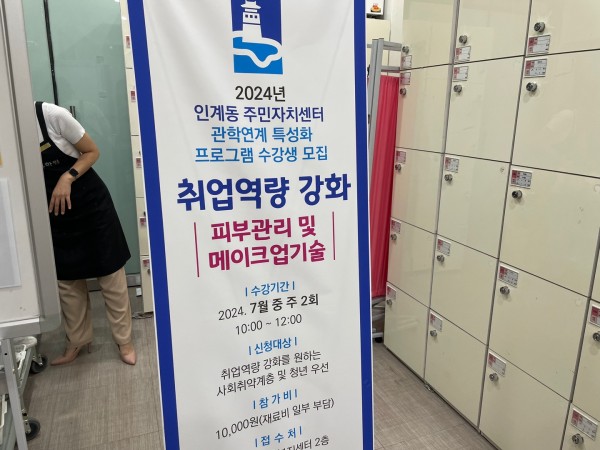 2024년
인계동 주민자치센터
관학연계 특성화
프로그램 수강생 모집
취업역량 강화
피부관리 및
메이크업기술
| 수강기간 |
2024. 7월 중 주 2회
10:00 ~ 12:00
| 신청대상 |
취업역량 강화를 원하는
사회취약계층 및 청년 우선
| 참 가 비 |
10,000원(재료비 일부 부담)
| 접 수 처 |
2층